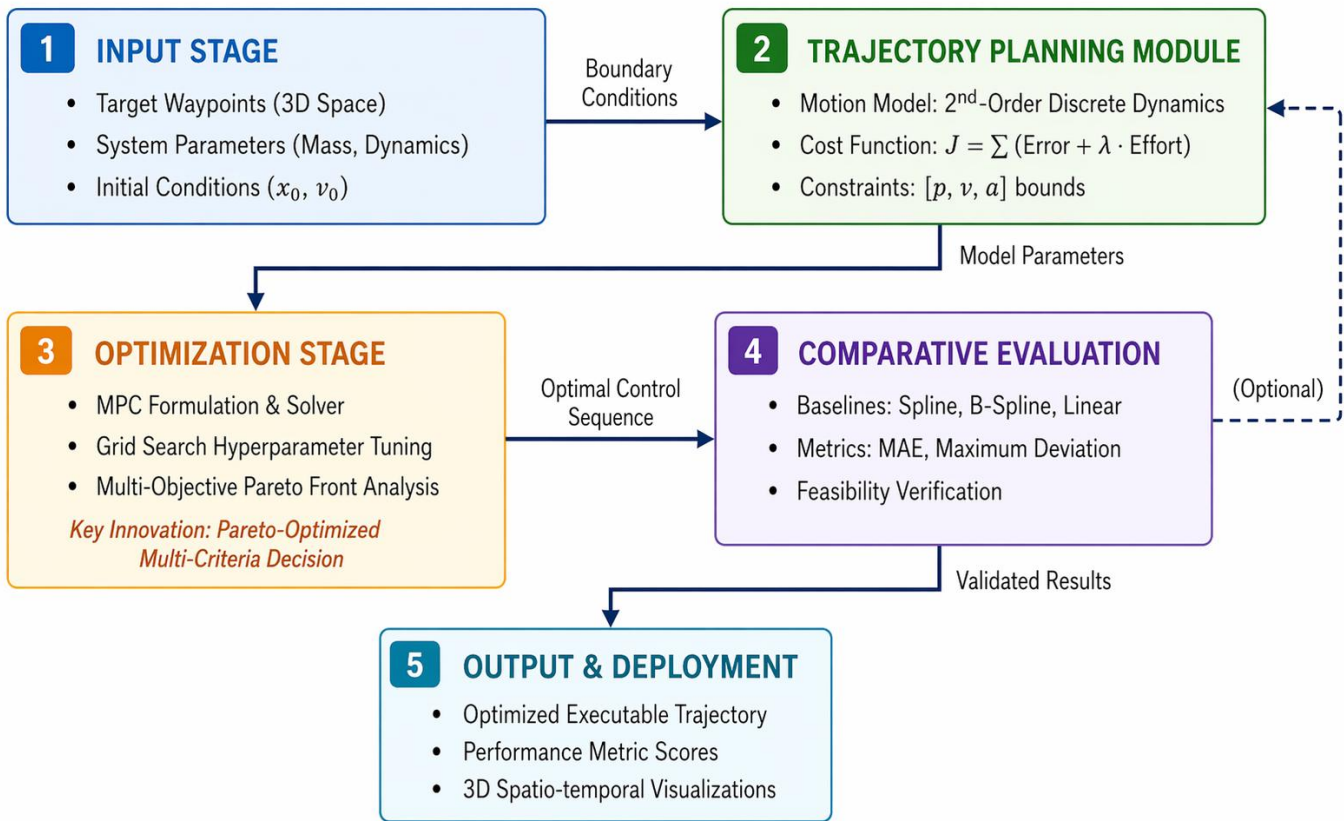 1 INPUT STAGE
• Target Waypoints (3D Space)
• System Parameters (Mass, Dynamics)
• Initial Conditions (x₀, ν₀)
Boundary
Conditions
2 TRAJECTORY PLANNING MODULE
• Motion Model: 2ⁿᵈ-Order Discrete Dynamics
• Cost Function: J = ∑ (Error + λ · Effort)
• Constraints: [p, ν, a] bounds
Model Parameters
3 OPTIMIZATION STAGE
• MPC Formulation & Solver
• Grid Search Hyperparameter Tuning
• Multi-Objective Pareto Front Analysis
Key Innovation: Pareto-Optimized
Multi-Criteria Decision
Optimal Control
Sequence
4 COMPARATIVE EVALUATION
• Baselines: Spline, B-Spline, Linear
• Metrics: MAE, Maximum Deviation
• Feasibility Verification
(Optional)
Validated Results
5 OUTPUT & DEPLOYMENT
• Optimized Executable Trajectory
• Performance Metric Scores
• 3D Spatio-temporal Visualizations